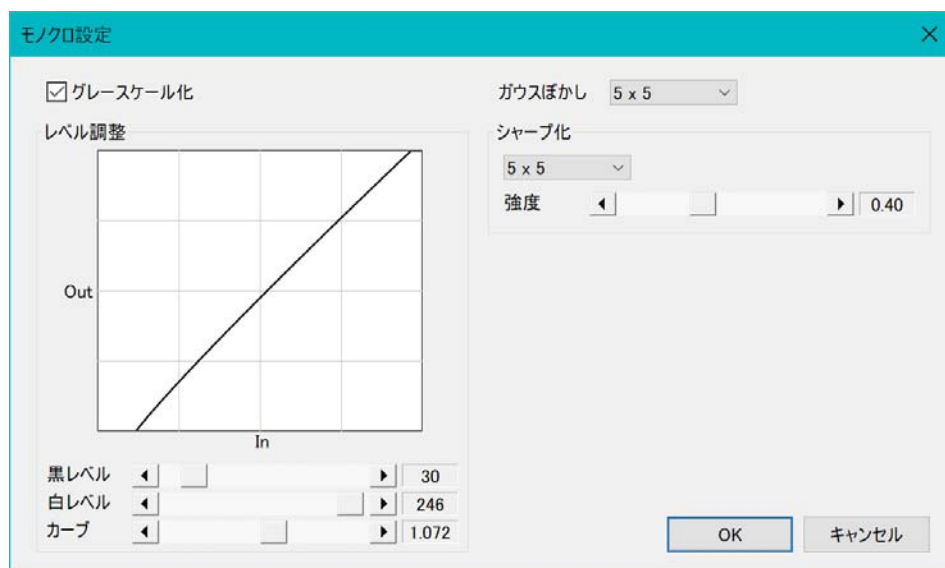 モノクロ設定
グレースケール化
ガウスぼかし 5 x 5
レベル調整
シャープ化
5 x 5
強度 0.40
Out
In
黒レベル 30
白レベル 246
カーブ 1.072
OK キャンセル